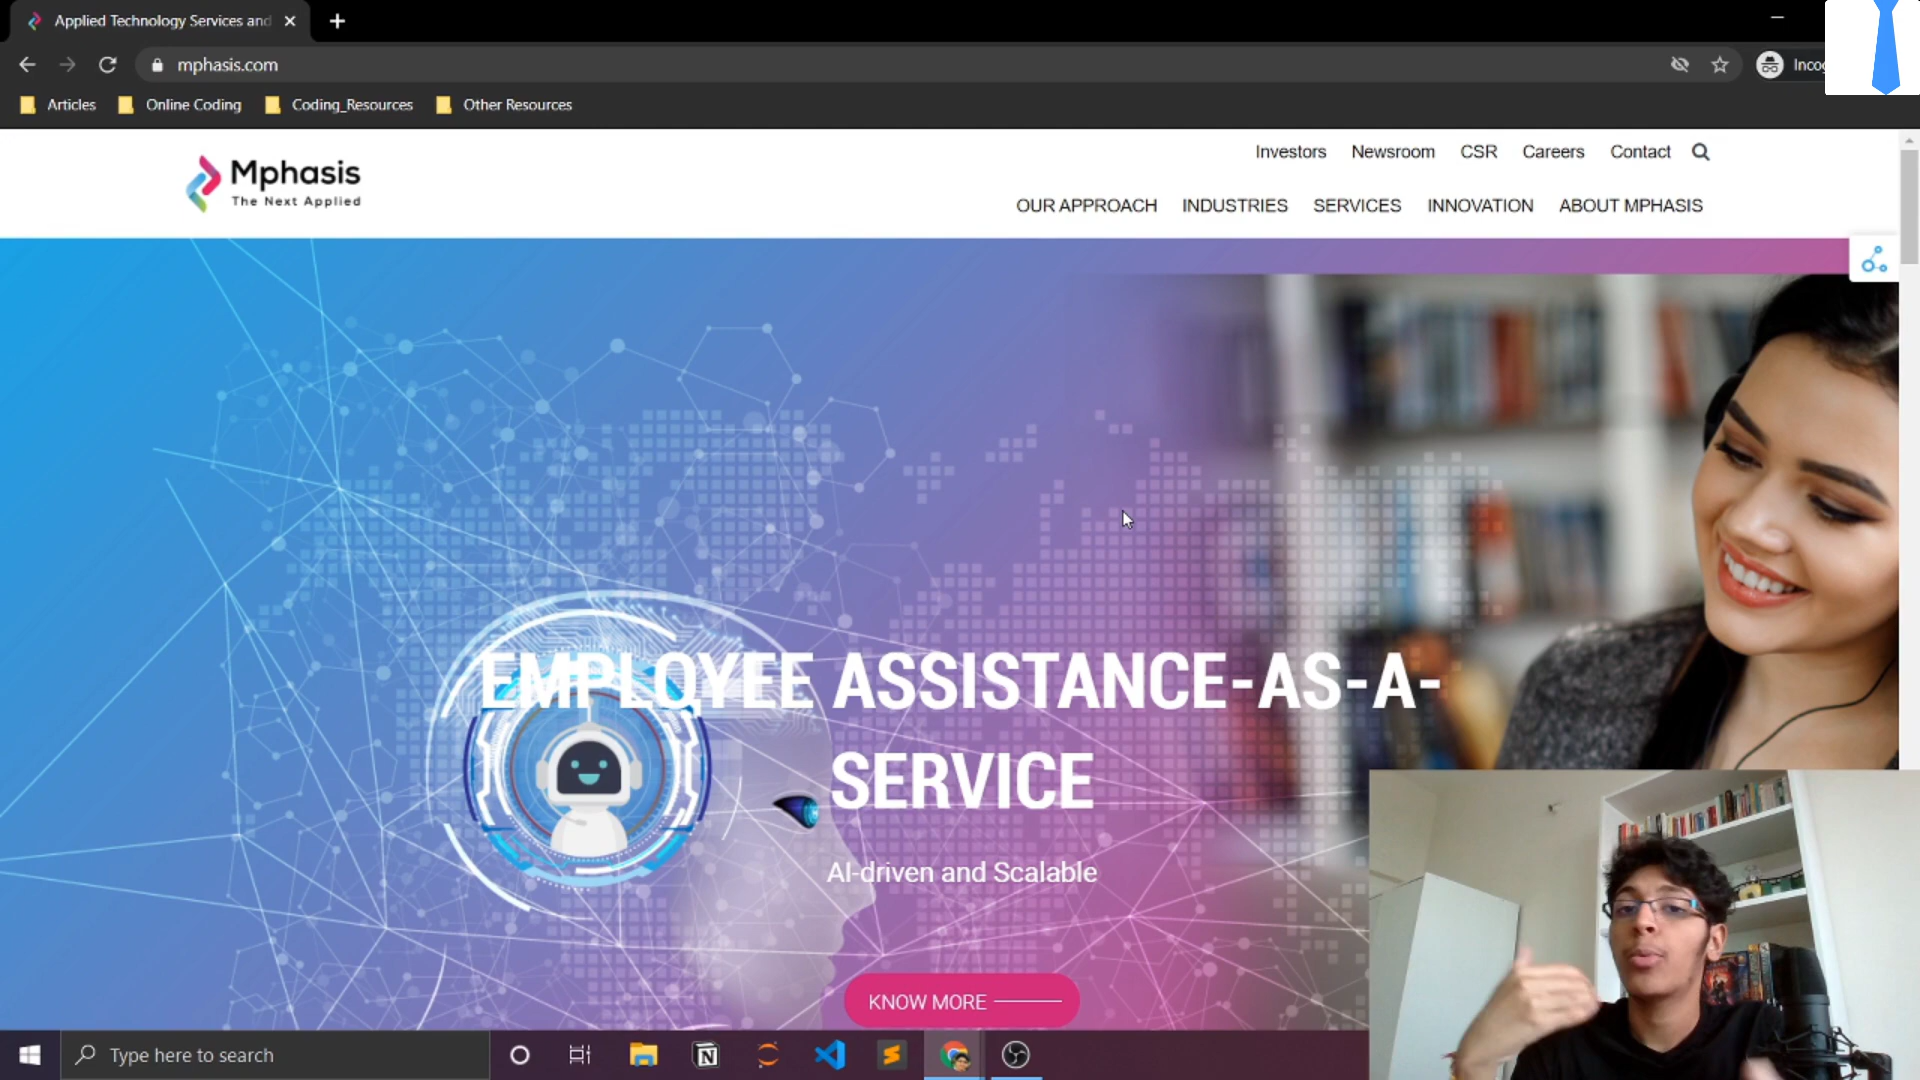 Applied Technology Services and
mphasis.com
Articles
Online Coding
Coding_Resources
Other Resources
Investors
Newsroom
CSR
Careers
Contact
Mphasis
The Next Applied
OUR APPROACH
INDUSTRIES
SERVICES
INNOVATION
ABOUT MPHASIS
EMPLOYEE ASSISTANCE-AS-A-
SERVICE
AI-driven and Scalable
KNOW MORE
Type here to search